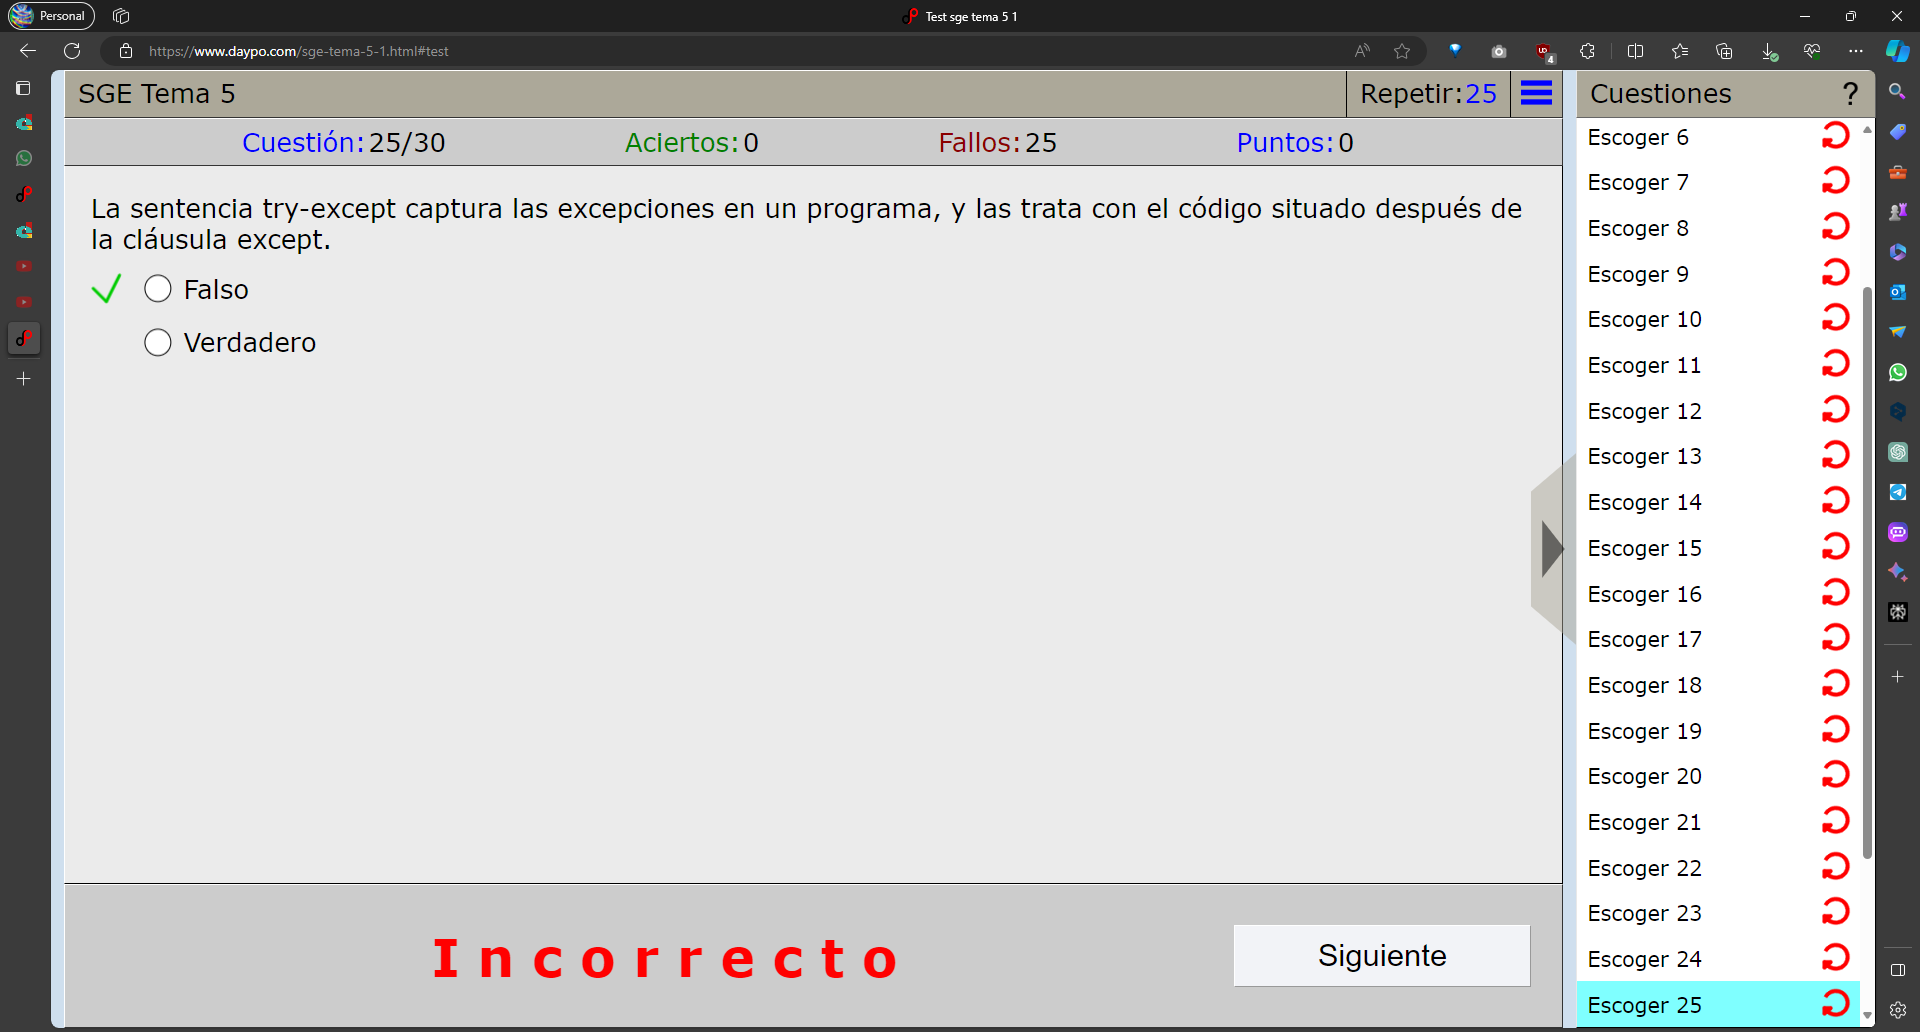 Personal
Test sge tema 5 1
https://www.daypo.com/sge-tema-5-1.html#test
4
SGE Tema 5
Repetir:25
Cuestiones
?
Cuestión:25/30
Aciertos:0
Fallos:25
Puntos:0
La sentencia try-except captura las excepciones en un programa, y las trata con el código situado después de
la cláusula except.
Falso
Verdadero
Incorrecto
Siguiente
Escoger 6
Escoger 7
Escoger 8
Escoger 9
Escoger 10
Escoger 11
Escoger 12
Escoger 13
Escoger 14
Escoger 15
Escoger 16
Escoger 17
Escoger 18
Escoger 19
Escoger 20
Escoger 21
Escoger 22
Escoger 23
Escoger 24
Escoger 25